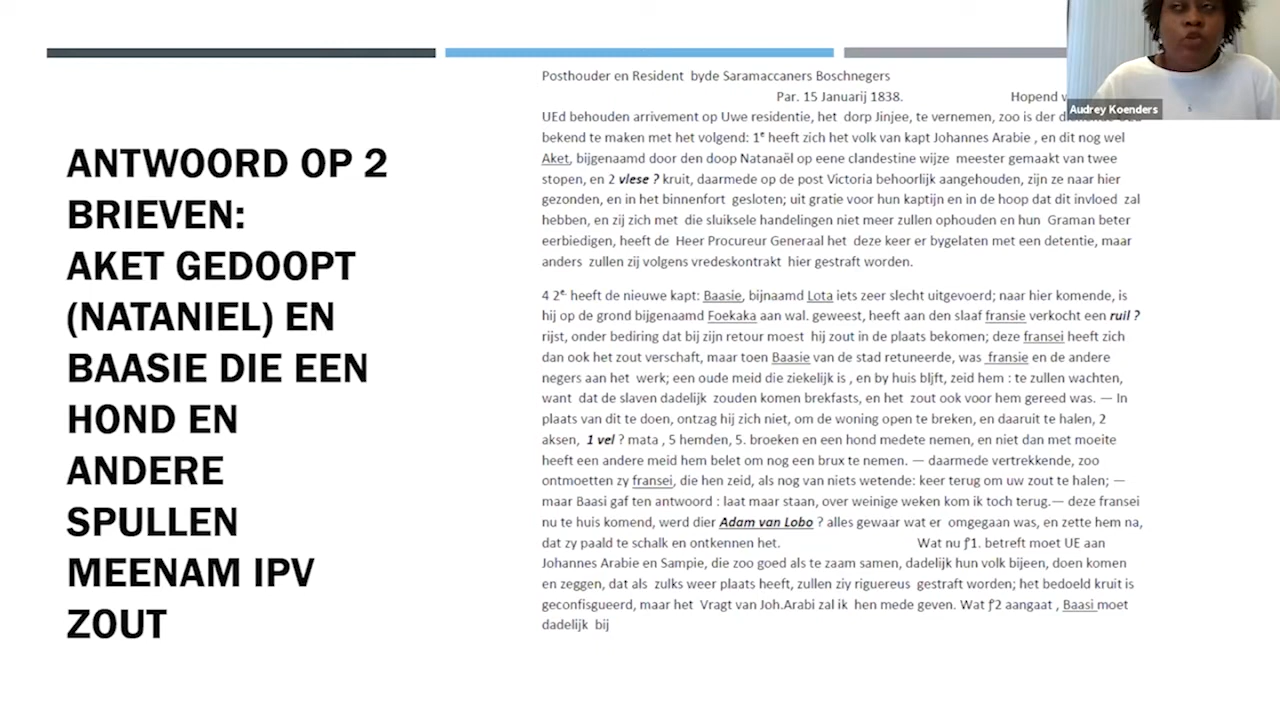 ANTWOORD OP 2
BRIEVEN:
AKET GEDOOPT
(NATANIEL) EN
BAASIE DIE EEN
HOND EN
ANDERE
SPULLEN
MEENAM IPV
ZOUT
Posthouder en Resident byde Saramaccaners Boschnegers
Par. 15 Januarij 1838. Hopend
UEd behouden arrivement op Uwe residentie, het dorp Jinjee, te vernemen, zoo is der
bekend te maken met het volgend: 1e heeft zich het volk van kapt Johannes Arabie , en dit nog wel
Aket, bijgenaamd door den doop Natanaël op eene clandestine wijze meester gemaakt van twee
stopen, en 2 vlese ? kruit, daarmede op de post Victoria behoorlijk aangehouden, zijn ze naar hier
gezonden, en in het binnenfort gesloten; uit gratie voor hun kaptijn en in de hoop dat dit invloed zal
hebben, en zij zich met die sluiksele handelingen niet meer zullen ophouden en hun Graman beter
eerbiedigen, heeft de Heer Procureur Generaal het deze keer er bygelaten met een detentie, maar
anders zullen zij volgens vredeskontrakt hier gestraft worden.
4 2e heeft de nieuwe kapt: Baasie, bijnaamd Lota iets zeer slecht uitgevoerd; naar hier komende, is
hij op de grond bijgenaamd Foekaka aan wal. geweest, heeft aan den slaaf fransie verkocht een ruil ?
rijst, onder bediring dat bij zijn retour moest hij zout in de plaats bekomen; deze fransei heeft zich
dan ook het zout verschaft, maar toen Baasie van de stad retuneerde, was fransie en de andere
negers aan het werk; een oude meid die ziekelijk is , en by huis bljft, zeid hem : te zullen wachten,
want dat de slaven dadelijk zouden komen brekfasts, en het zout ook voor hem gereed was. — In
plaats van dit te doen, ontzag hij zich niet, om de woning open te breken, en daaruit te halen, 2
aksen, 1 vel ? mata , 5 hemden, 5. broeken en een hond medete nemen, en niet dan met moeite
heeft een andere meid hem belet om nog een brux te nemen. — daarmede vertrekkende, zoo
ontmoetten zy fransei, die hen zeid, als nog van niets wetende: keer terug om uw zout te halen; —
maar Baasi gaf ten antwoord : laat maar staan, over weinige weken kom ik toch terug.— deze fransei
nu te huis komend, werd dier Adam van Lobo ? alles gewaar wat er omgegaan was, en zette hem na,
dat zy paald te schalk en ontkennen het. Wat nu ƒ1. betreft moet UE aan
Johannes Arabie en Sampie, die zoo goed als te zaam samen, dadelijk hun volk bijeen, doen komen
en zeggen, dat als zulks weer plaats heeft, zullen ziy riguereus gestraft worden; het bedoeld kruit is
geconfisgueerd, maar het Vragt van Joh.Arabi zal ik hen mede geven. Wat ƒ2 aangaat , Baasi moet
dadelijk bij
Audrey Koenders